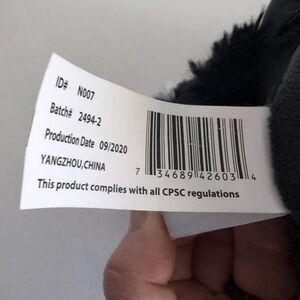 ID# N007
Batch# 2494-2
Production Date 09/2020
YANGZHOU,CHINA
7 34689 42603 4
This product complies with all CPSC regulations